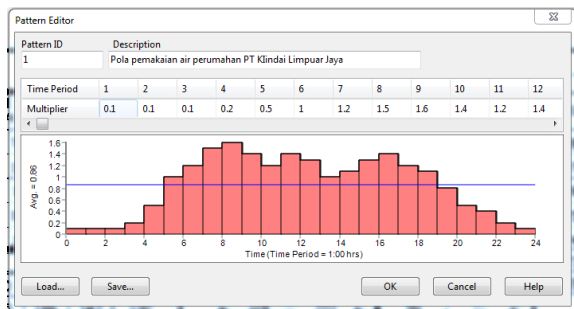 Pattern Editor
Pattern ID Description
1 Pola pemakaian air perumahan PT KIindai Limpuar Jaya
Time Period 1 2 3 4 5 6 7 8 9 10 11 12
Multiplier 0.1 0.1 0.1 0.2 0.5 1 1.2 1.5 1.6 1.4 1.2 1.4
Avg. = 0.86
1.6
1.4
1.2
1
0.8
0.6
0.4
0.2
0
0 2 4 6 8 10 12 14 16 18 20 22 24
Time (Time Period = 1:00 hrs)
Load... Save... OK Cancel Help